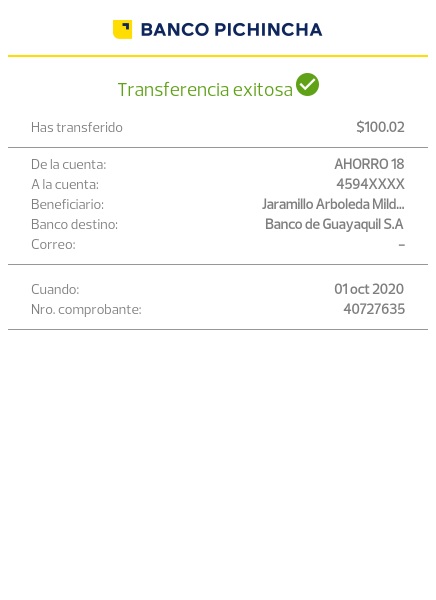 BANCO PICHINCHA
Transferencia exitosa
Has transferido $100.02
De la cuenta: AHORRO 18
A la cuenta: 4594XXXX
Beneficiario: Jaramillo Arboleda Mild...
Banco destino: Banco de Guayaquil S.A
Correo: –
Cuando: 01 oct 2020
Nro. comprobante: 40727635